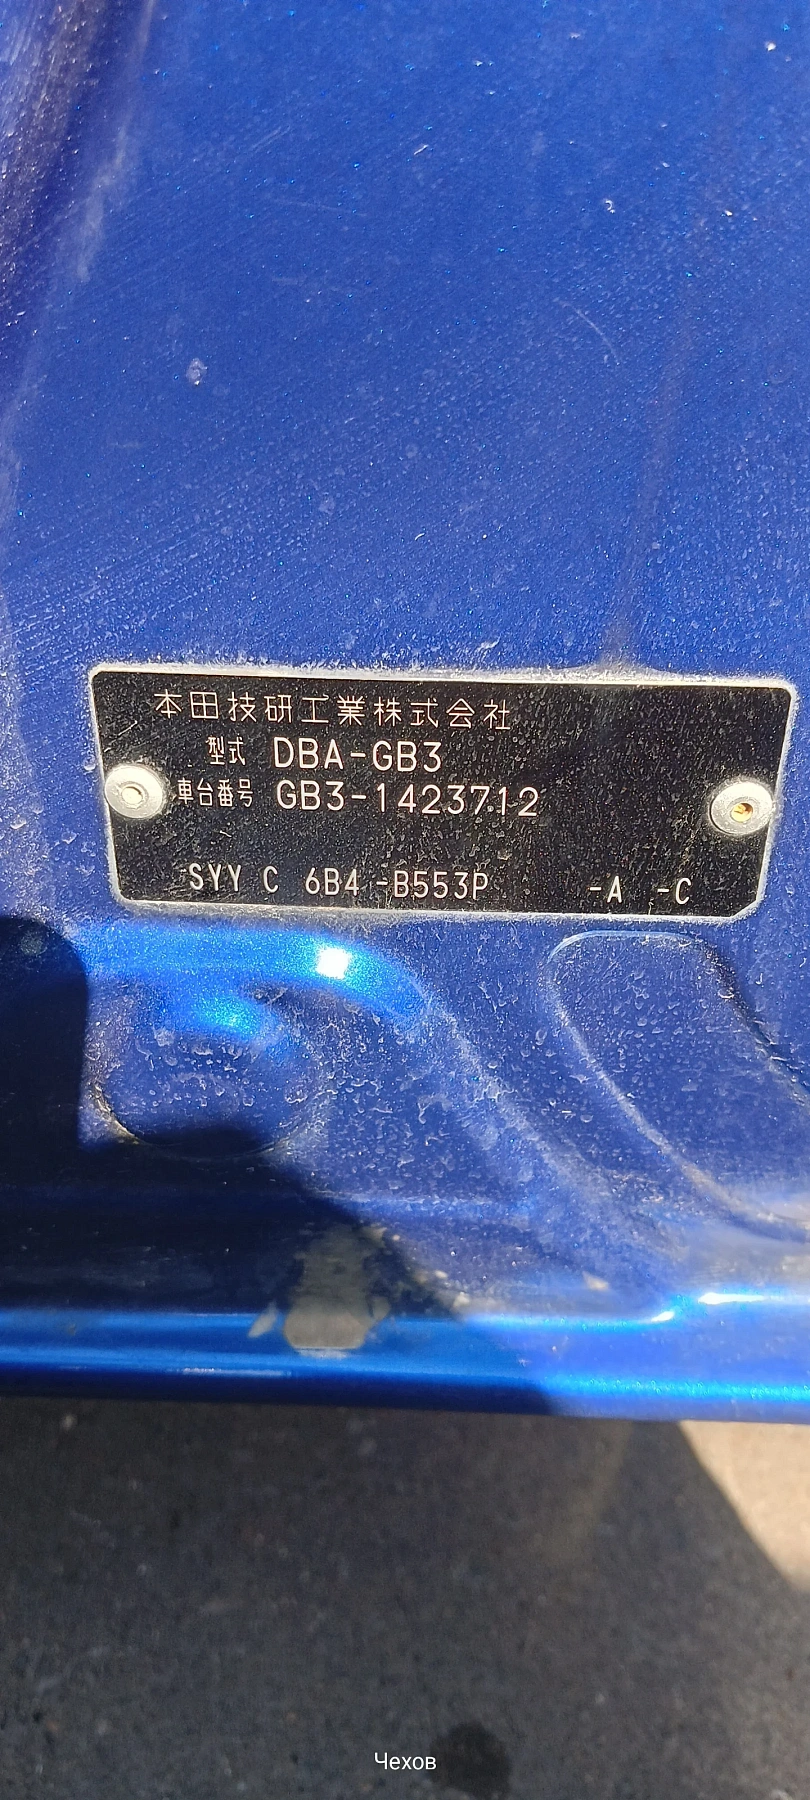 本田技研工業株式会社
型式 DBA-GB3
車台番号 GB3-1423712
SYY C 6B4 -B553P -A -C
Чехов